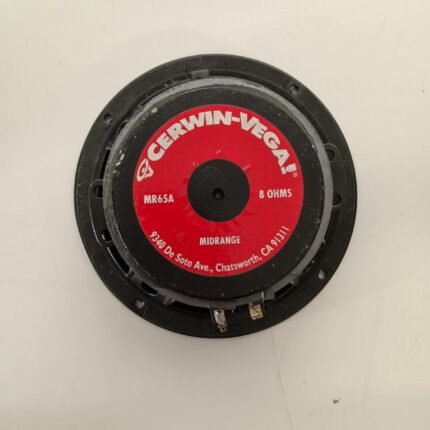 CERWIN-VEGA!®
MR65A
8 OHMS
MIDRANGE
9340 De Soto Ave., Chatsworth, CA 91311